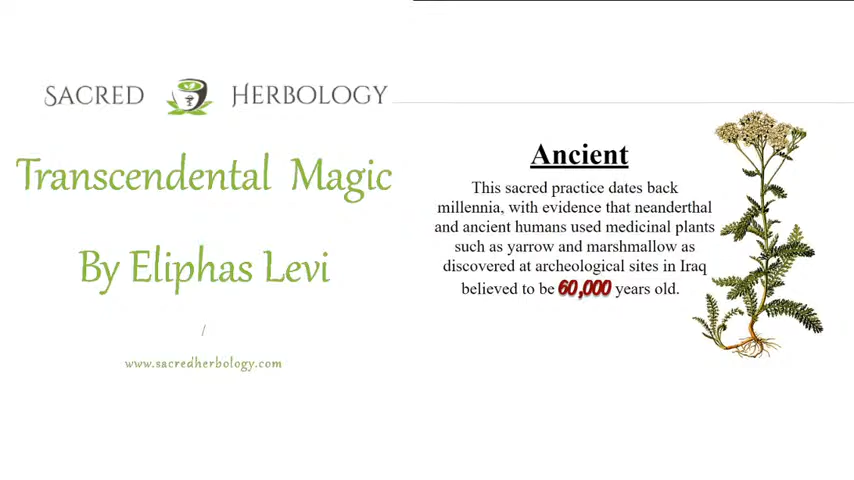 SACRED HERBOLOGY
Transcendental Magic
By Eliphas Levi
/
www.sacredherbology.com
Ancient
This sacred practice dates back
millennia, with evidence that neanderthal
and ancient humans used medicinal plants
such as yarrow and marshmallow as
discovered at archeological sites in Iraq
believed to be 60,000 years old.